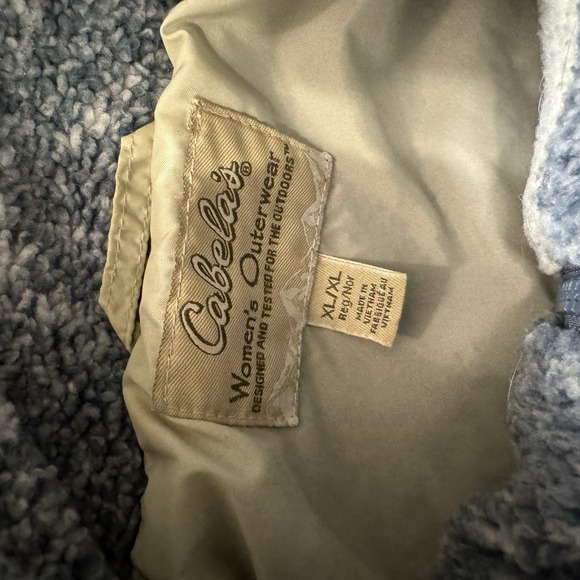 Cabela's®
Women's Outerwear
DESIGNED AND TESTED FOR THE OUTDOORS™
XL/XL
Reg/Nor
MADE IN
VIETNAM
FABRIQUÉ AU
VIETNAM